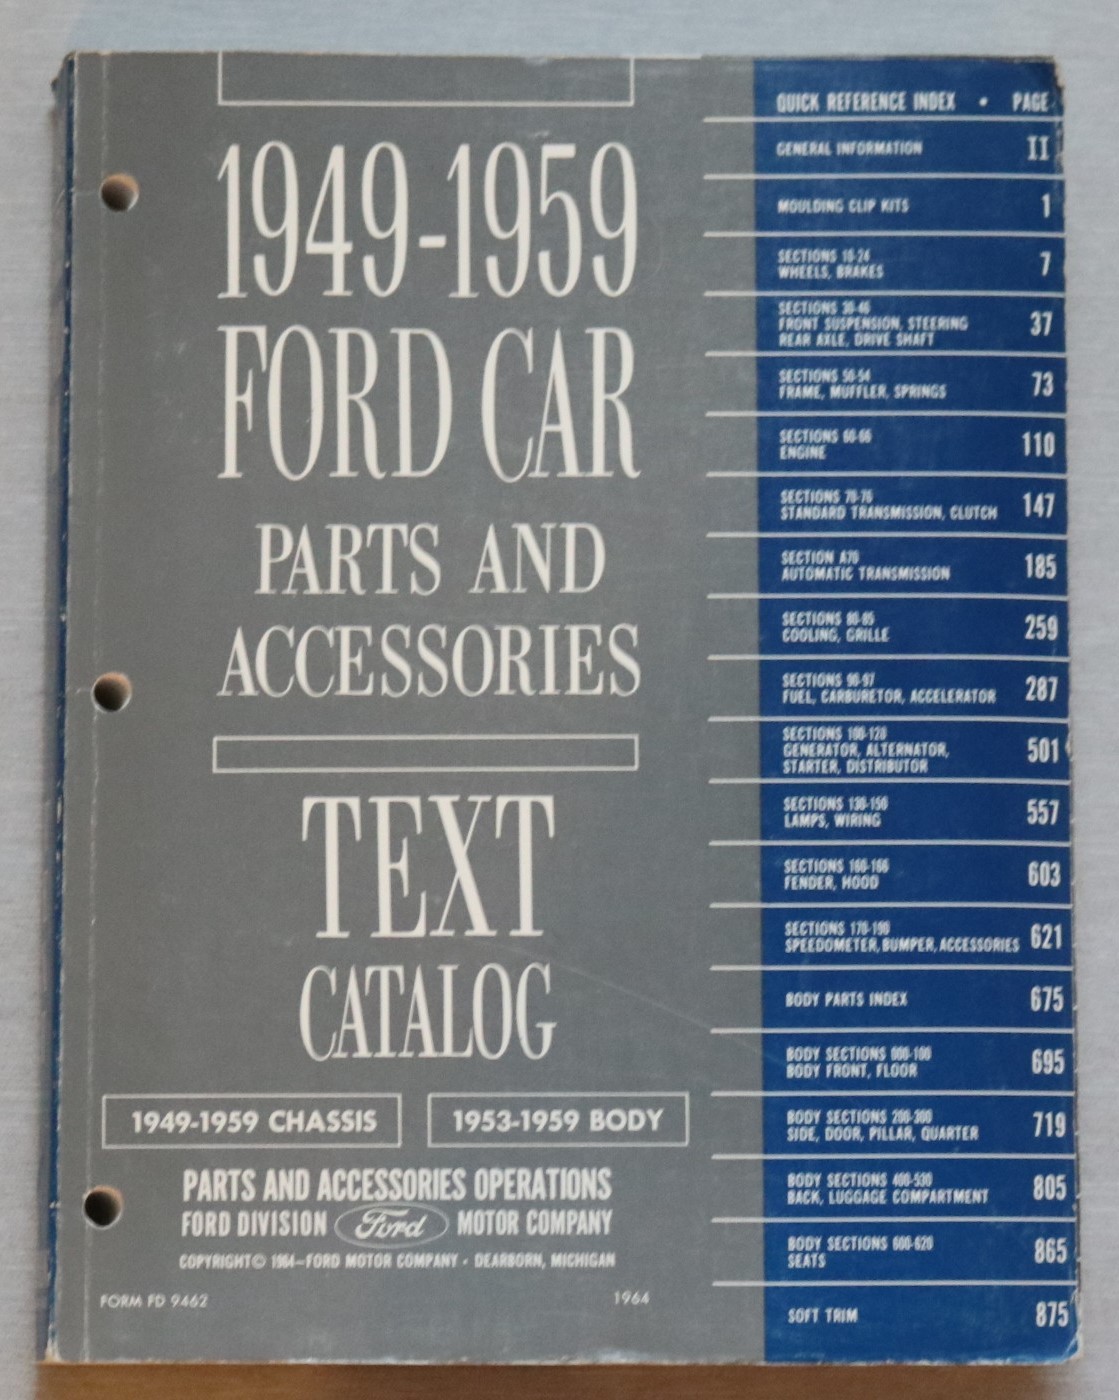 1949-1959
FORD CAR
PARTS AND
ACCESSORIES
TEXT
CATALOG
1949-1959 CHASSIS
1953-1959 BODY
PARTS AND ACCESSORIES OPERATIONS
FORD DIVISION Ford MOTOR COMPANY
COPYRIGHT© 1964—FORD MOTOR COMPANY • DEARBORN, MICHIGAN
FORM FD 9462
1964
QUICK REFERENCE INDEX • PAGE
GENERAL INFORMATION II
MOULDING CLIP KITS 1
SECTIONS 10-24
WHEELS, BRAKES 7
SECTIONS 30-46
FRONT SUSPENSION, STEERING 37
REAR AXLE, DRIVE SHAFT
SECTIONS 50-54
FRAME, MUFFLER, SPRINGS 73
SECTIONS 60-66
ENGINE 110
SECTIONS 70-76
STANDARD TRANSMISSION, CLUTCH 147
SECTION A70
AUTOMATIC TRANSMISSION 185
SECTIONS 80-85
COOLING, GRILLE 259
SECTIONS 90-97
FUEL, CARBURETOR, ACCELERATOR 287
SECTIONS 100-120
GENERATOR, ALTERNATOR, 501
STARTER, DISTRIBUTOR
SECTIONS 130-150
LAMPS, WIRING 557
SECTIONS 160-166
FENDER, HOOD 603
SECTIONS 170-190
SPEEDOMETER, BUMPER, ACCESSORIES 621
BODY PARTS INDEX 675
BODY SECTIONS 000-100
BODY FRONT, FLOOR 695
BODY SECTIONS 200-300
SIDE, DOOR, PILLAR, QUARTER 719
BODY SECTIONS 400-500
BACK, LUGGAGE COMPARTMENT 805
BODY SECTIONS 600-620
SEATS 865
SOFT TRIM 875